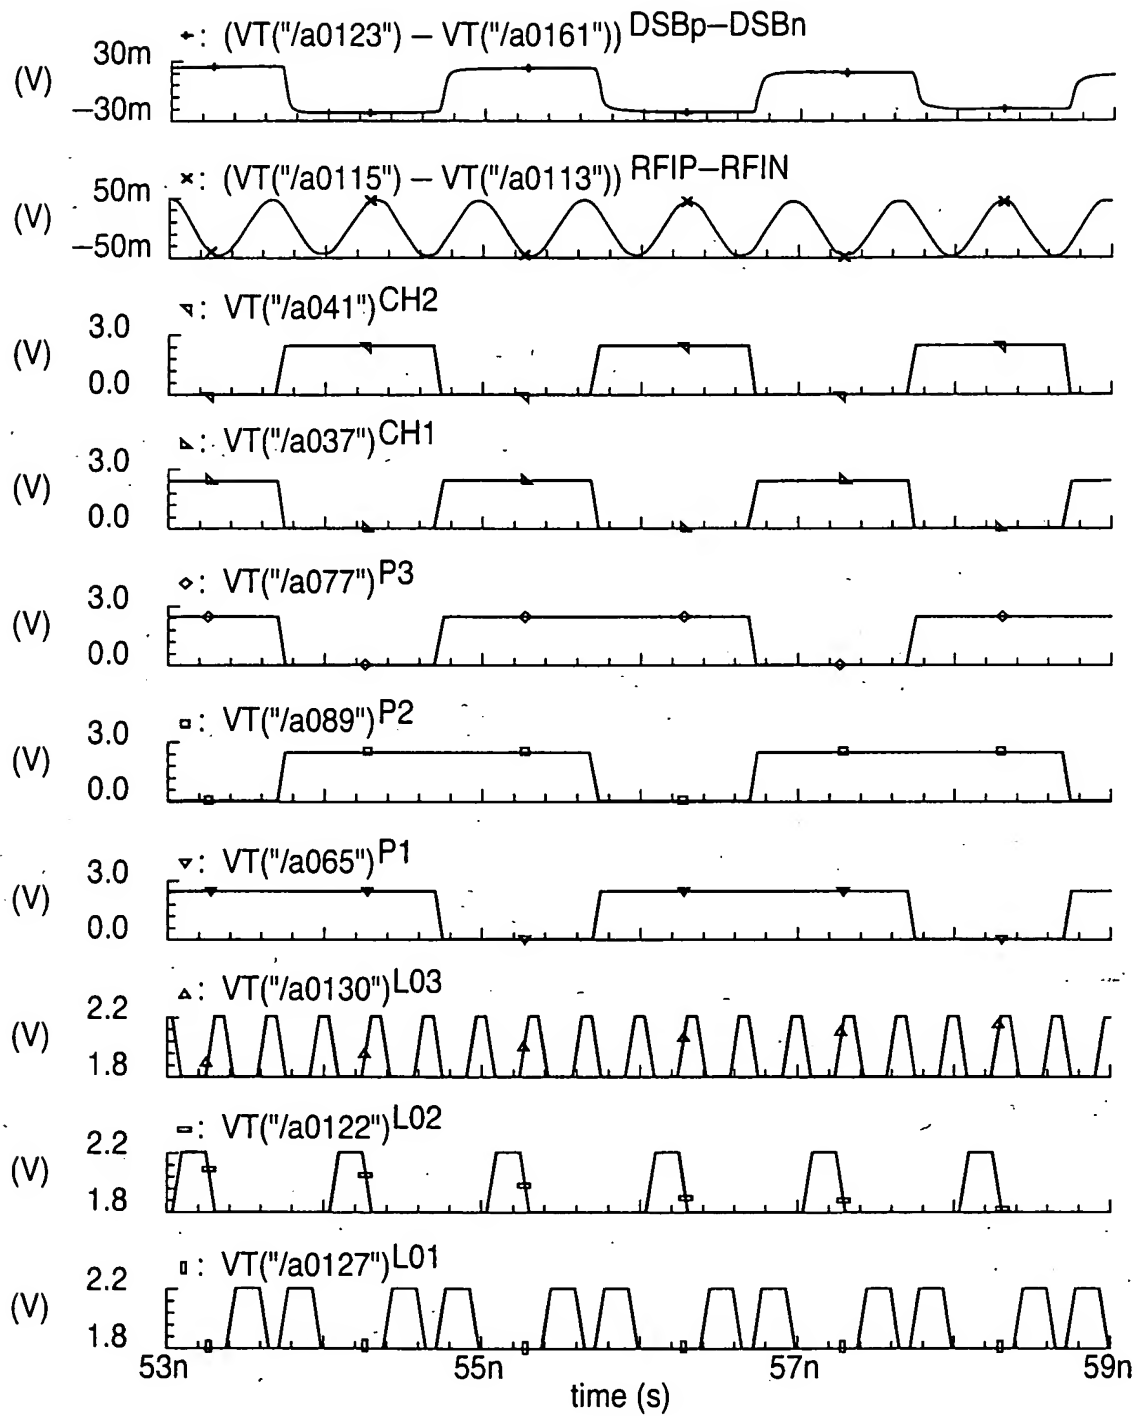 +: (VT("/a0123") – VT("/a0161")) DSBp–DSBn
30m
(V)
–30m
×: (VT("/a0115") – VT("/a0113")) RFIP–RFIN
50m
(V)
–50m
: VT("/a041") CH2
3.0
(V)
0.0
: VT("/a037") CH1
3.0
(V)
0.0
◇: VT("/a077") P3
3.0
(V)
0.0
□: VT("/a089") P2
3.0
(V)
0.0
▽: VT("/a065") P1
3.0
(V)
0.0
△: VT("/a0130") L03
2.2
(V)
1.8
: VT("/a0122") L02
2.2
(V)
1.8
: VT("/a0127") L01
2.2
(V)
1.8
53n 55n 57n 59n
time (s)